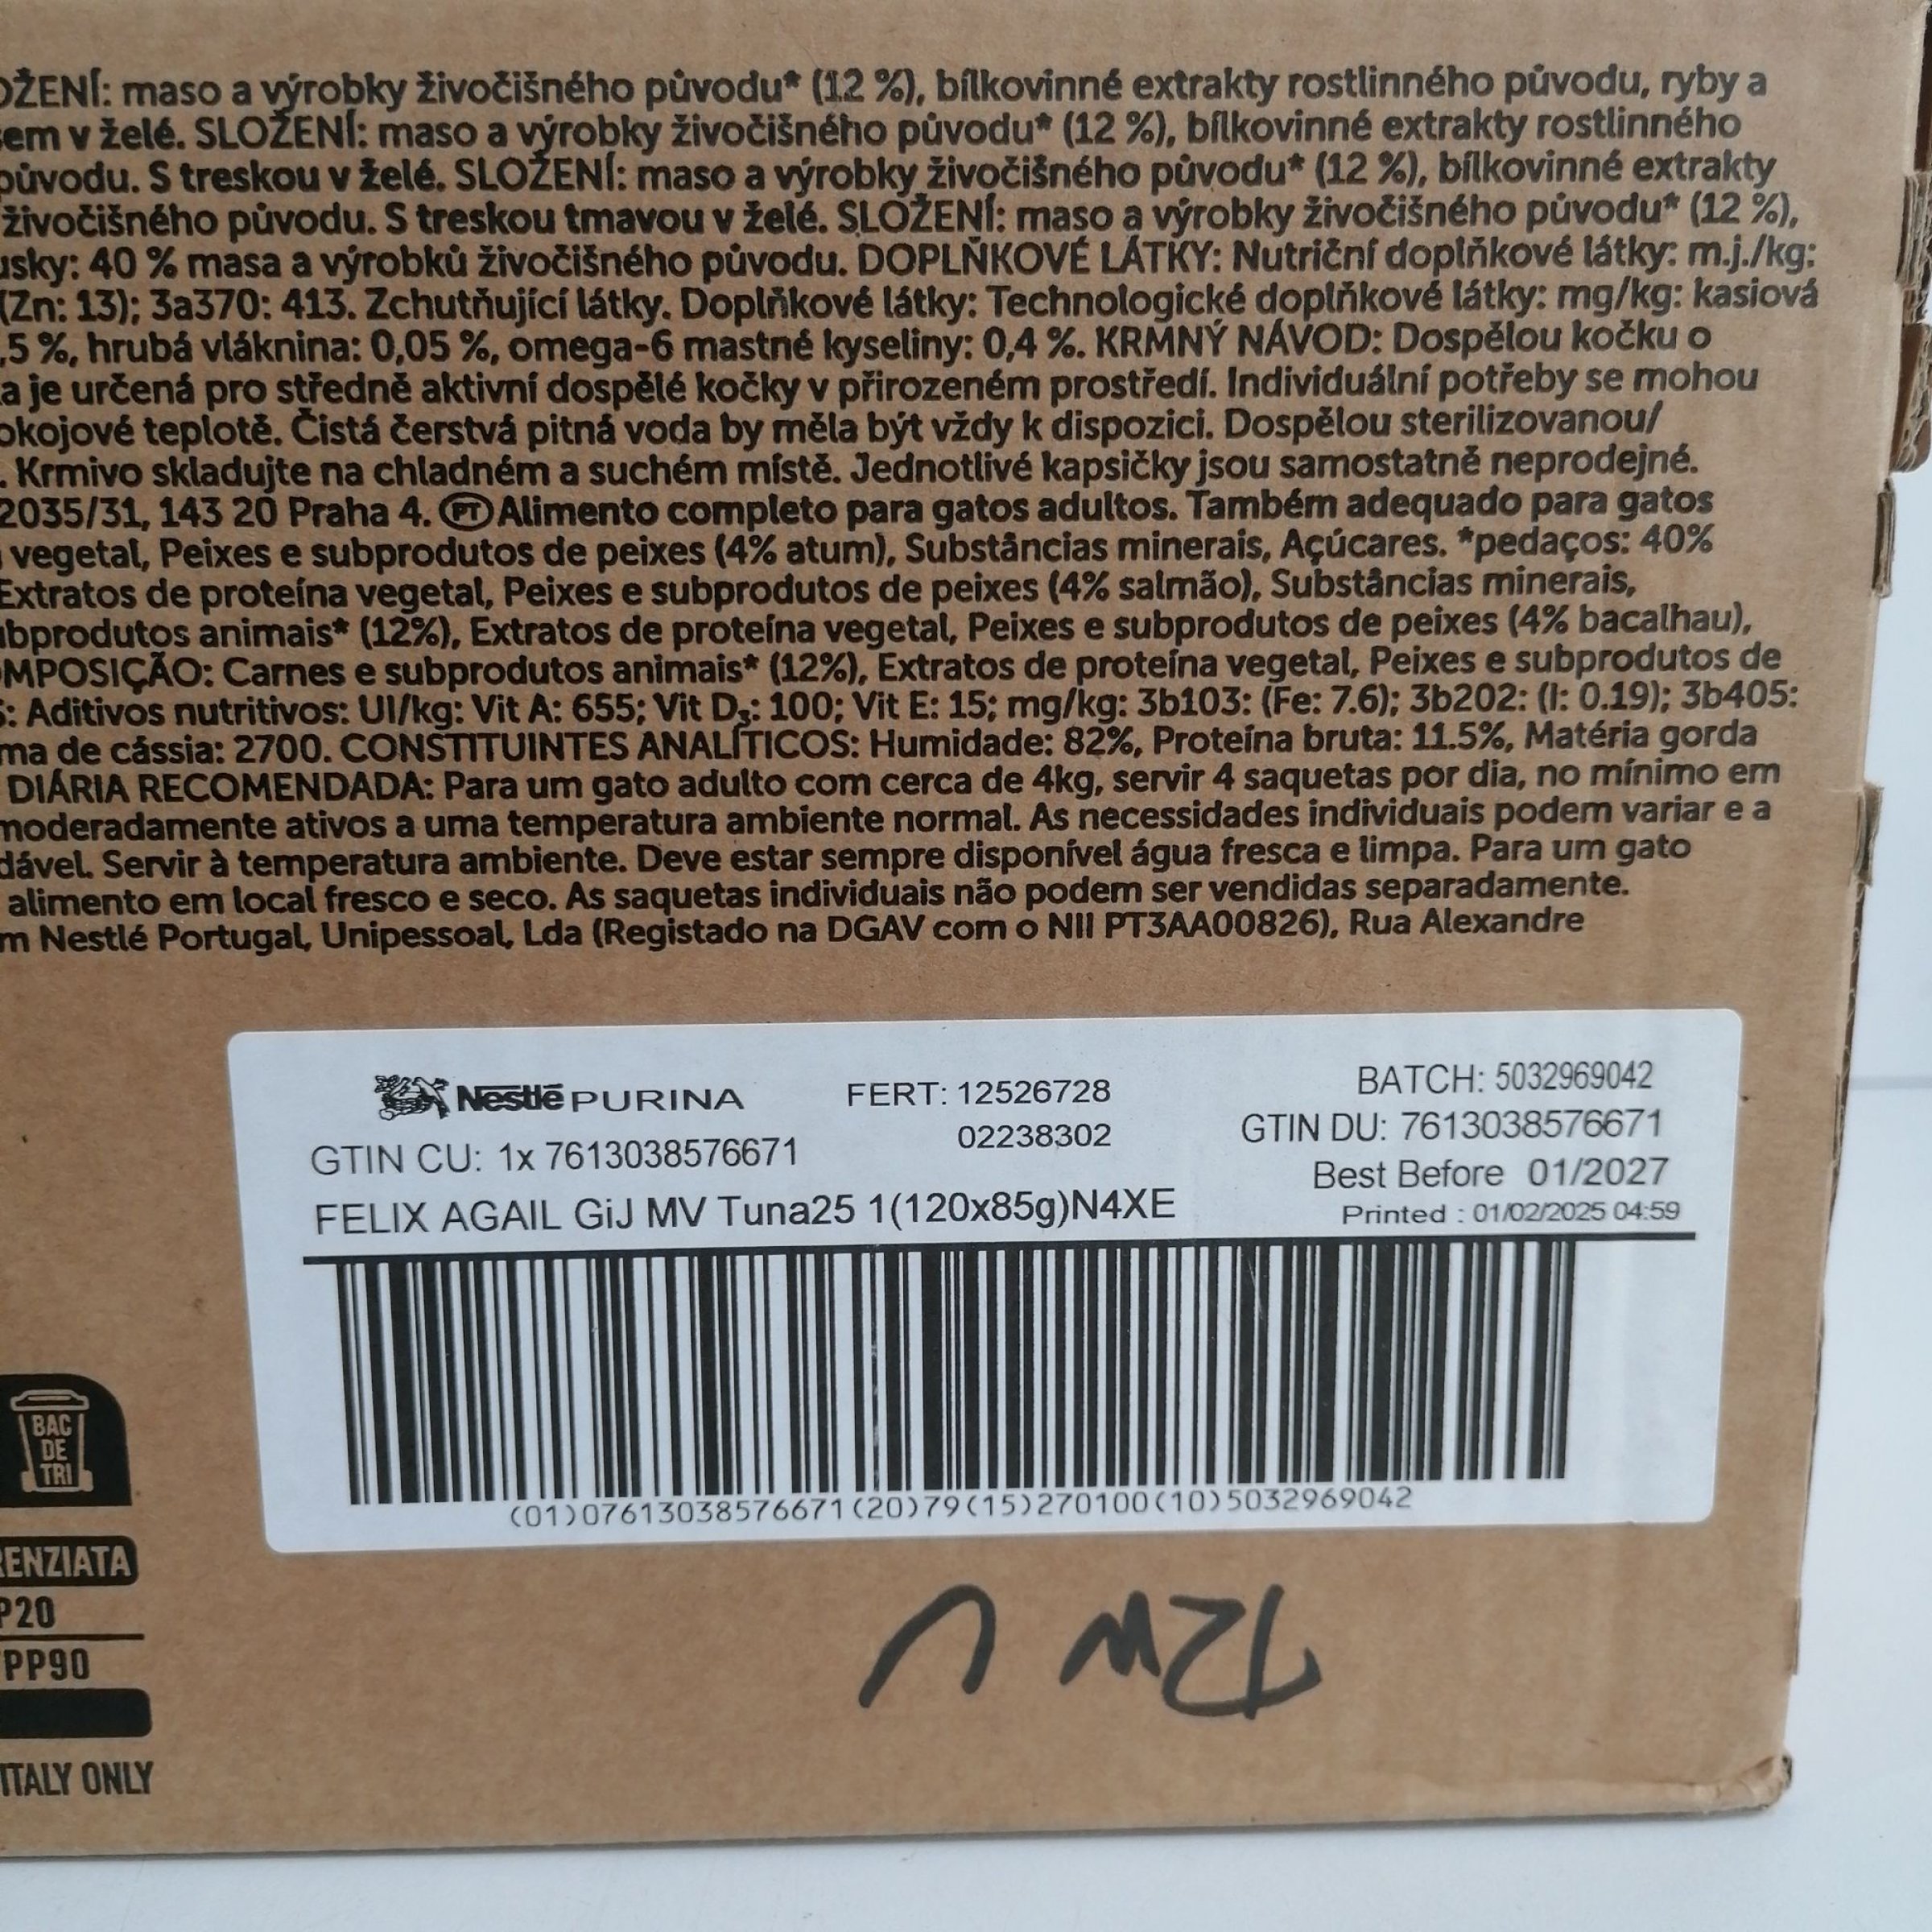 OŽENÍ: maso a výrobky živočišného původu* (12 %), bílkovinné extrakty rostlinného původu, ryby a
sem v želé. SLOŽENÍ: maso a výrobky živočišného původu* (12 %), bílkovinné extrakty rostlinného
původu. S treskou v želé. SLOŽENÍ: maso a výrobky živočišného původu* (12 %), bílkovinné extrakty
živočišného původu. S treskou tmavou v želé. SLOŽENÍ: maso a výrobky živočišného původu* (12 %),
usky: 40 % masa a výrobků živočišného původu. DOPLŇKOVÉ LÁTKY: Nutriční doplňkové látky: m.j./kg:
(Zn: 13); 3a370: 413. Zchutňující látky. Doplňkové látky: Technologické doplňkové látky: mg/kg: kasiová
,5 %, hrubá vláknina: 0,05 %, omega-6 mastné kyseliny: 0,4 %. KRMNÝ NÁVOD: Dospělou kočku o
a je určená pro středně aktivní dospělé kočky v přirozeném prostředí. Individuální potřeby se mohou
okojové teplotě. Čistá čerstvá pitná voda by měla být vždy k dispozici. Dospělou sterilizovanou/
. Krmivo skladujte na chladném a suchém místě. Jednotlivé kapsičky jsou samostatně neprodejné.
2035/31, 143 20 Praha 4. PT Alimento completo para gatos adultos. Também adequado para gatos
vegetal, Peixes e subprodutos de peixes (4% atum), Substâncias minerais, Açúcares. *pedaços: 40%
Extratos de proteína vegetal, Peixes e subprodutos de peixes (4% salmão), Substâncias minerais,
ubprodutos animais* (12%), Extratos de proteína vegetal, Peixes e subprodutos de peixes (4% bacalhau),
OMPOSIÇÃO: Carnes e subprodutos animais* (12%), Extratos de proteína vegetal, Peixes e subprodutos de
S: Aditivos nutritivos: UI/kg: Vit A: 655; Vit D₃: 100; Vit E: 15; mg/kg: 3b103: (Fe: 7.6); 3b202: (I: 0.19); 3b405:
ma de cássia: 2700. CONSTITUINTES ANALÍTICOS: Humidade: 82%, Proteína bruta: 11.5%, Matéria gorda
DIÁRIA RECOMENDADA: Para um gato adulto com cerca de 4kg, servir 4 saquetas por dia, no mínimo em
moderadamente ativos a uma temperatura ambiente normal. As necessidades individuais podem variar e a
dável. Servir à temperatura ambiente. Deve estar sempre disponível água fresca e limpa. Para um gato
alimento em local fresco e seco. As saquetas individuais não podem ser vendidas separadamente.
m Nestlé Portugal, Unipessoal, Lda (Registado na DGAV com o NII PT3AA00826), Rua Alexandre
Nestlé PURINA FERT: 12526728 BATCH: 5032969042
02238302 GTIN DU: 7613038576671
GTIN CU: 1x 7613038576671 Best Before 01/2027
FELIX AGAIL GiJ MV Tuna25 1(120x85g)N4XE Printed : 01/02/2025 04:59
(01)07613038576671(20)79(15)270100(10)5032969042
BAC
DE
TRI
RENZIATA
P20
PP90
ITALY ONLY